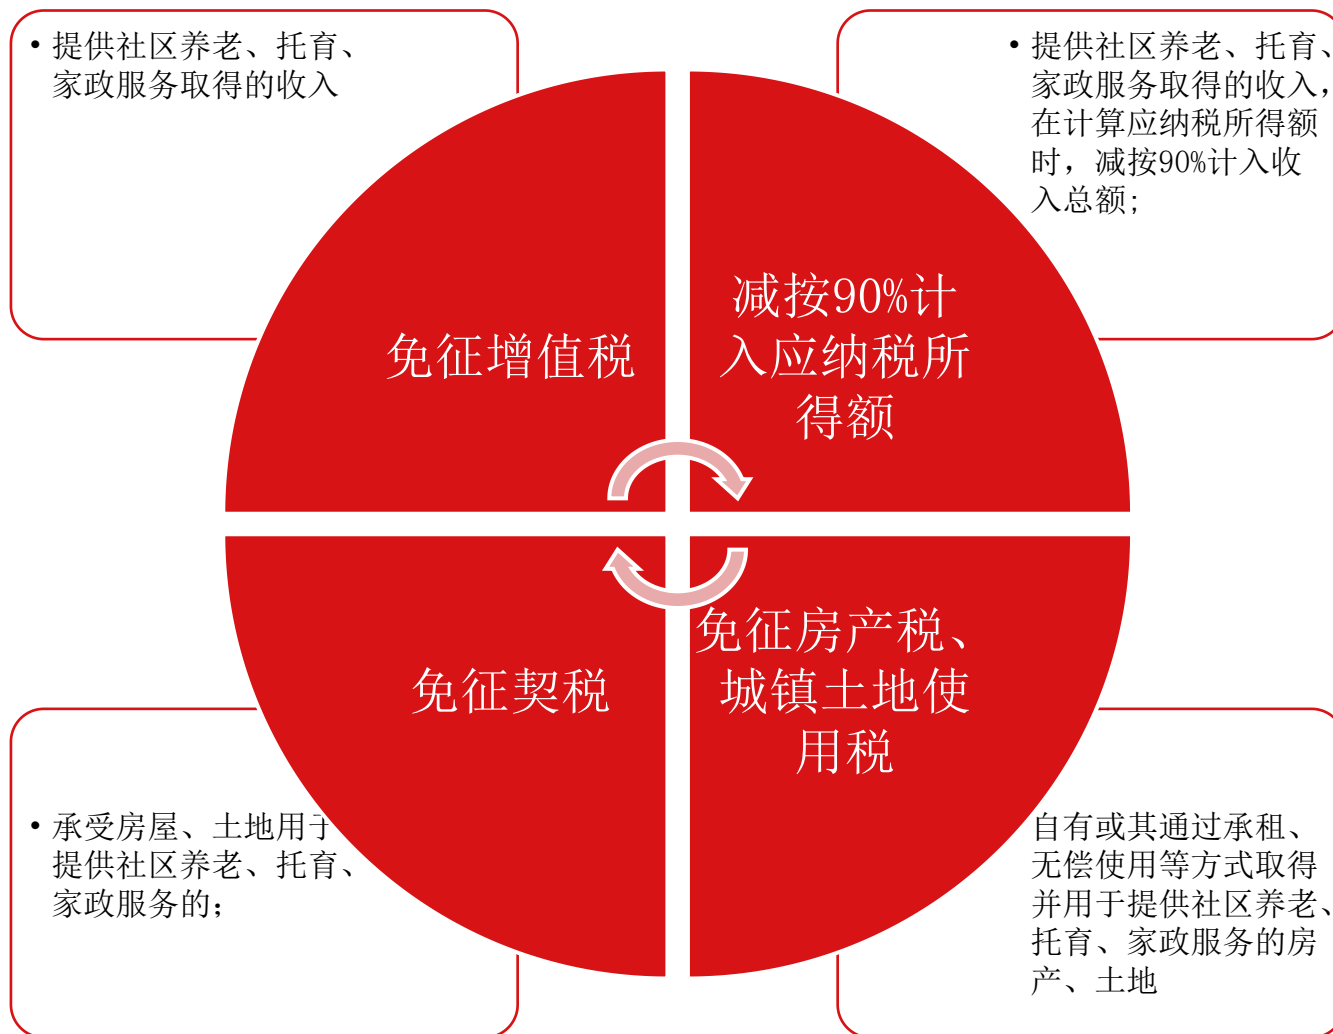 • 提供社区养老、托育、
家政服务取得的收入
• 提供社区养老、托育、
家政服务取得的收入，
在计算应纳税所得额
时，减按90%计入收
入总额;
免征增值税
减按90%计
入应纳税所
得额
免征契税
免征房产税、
城镇土地使
用税
• 承受房屋、土地用于
提供社区养老、托育、
家政服务的;
自有或其通过承租、
无偿使用等方式取得
并用于提供社区养老、
托育、家政服务的房
产、土地